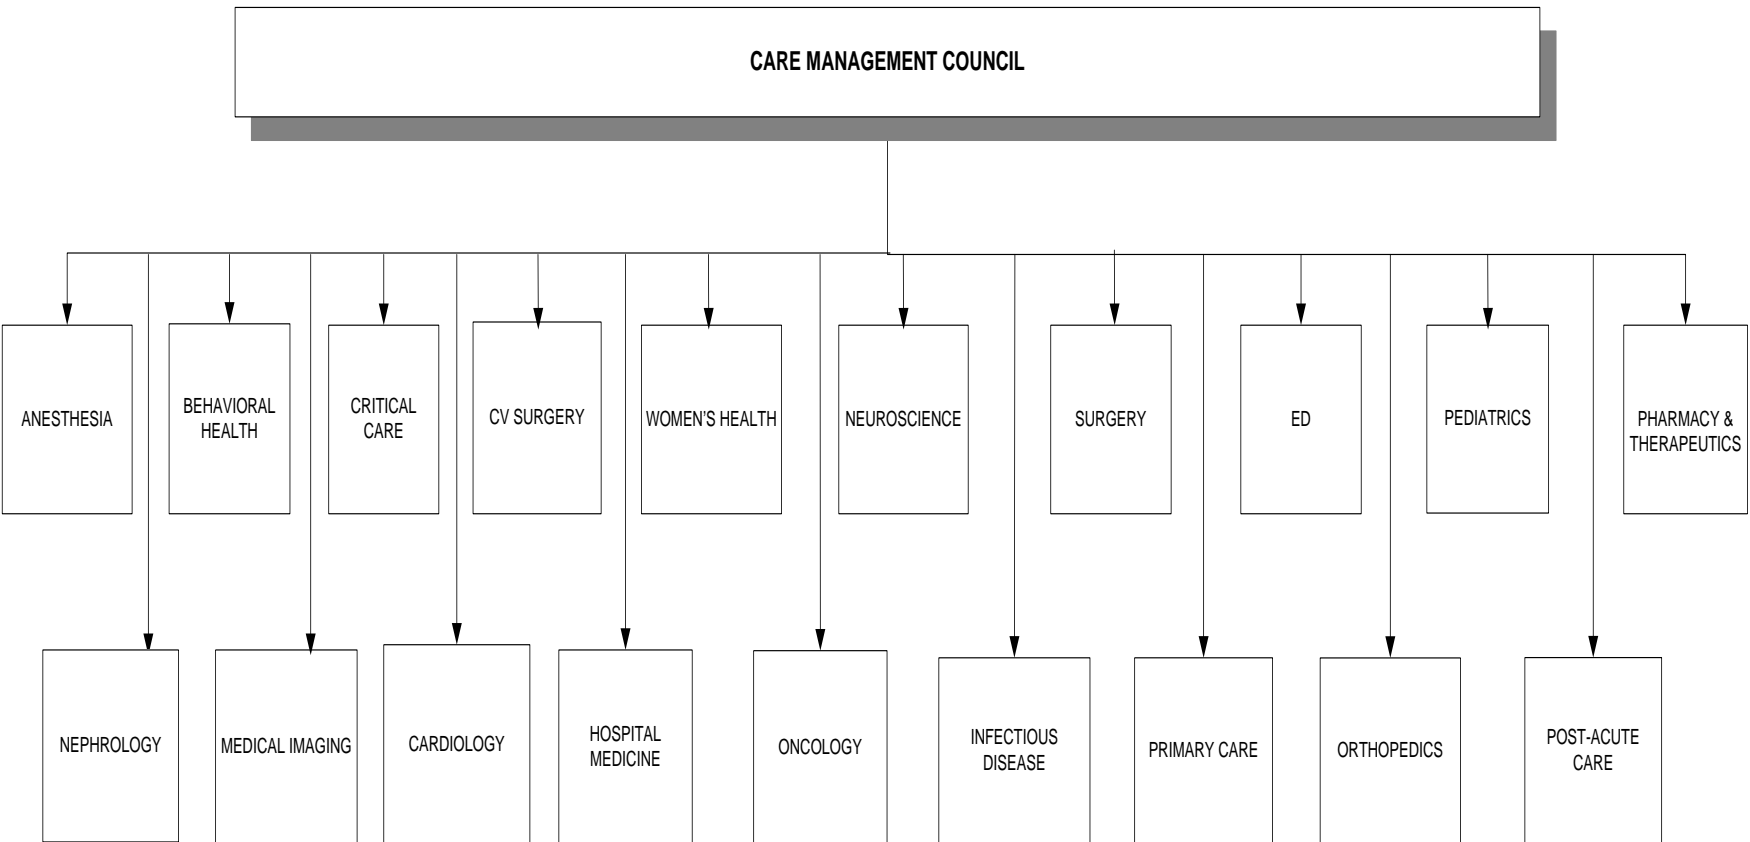 CARE MANAGEMENT COUNCIL
ANESTHESIA
BEHAVIORAL
HEALTH
CRITICAL
CARE
CV SURGERY
WOMEN’S HEALTH
NEUROSCIENCE
SURGERY
ED
PEDIATRICS
PHARMACY &
THERAPEUTICS
NEPHROLOGY
MEDICAL IMAGING
CARDIOLOGY
HOSPITAL
MEDICINE
ONCOLOGY
INFECTIOUS
DISEASE
PRIMARY CARE
ORTHOPEDICS
POST-ACUTE
CARE